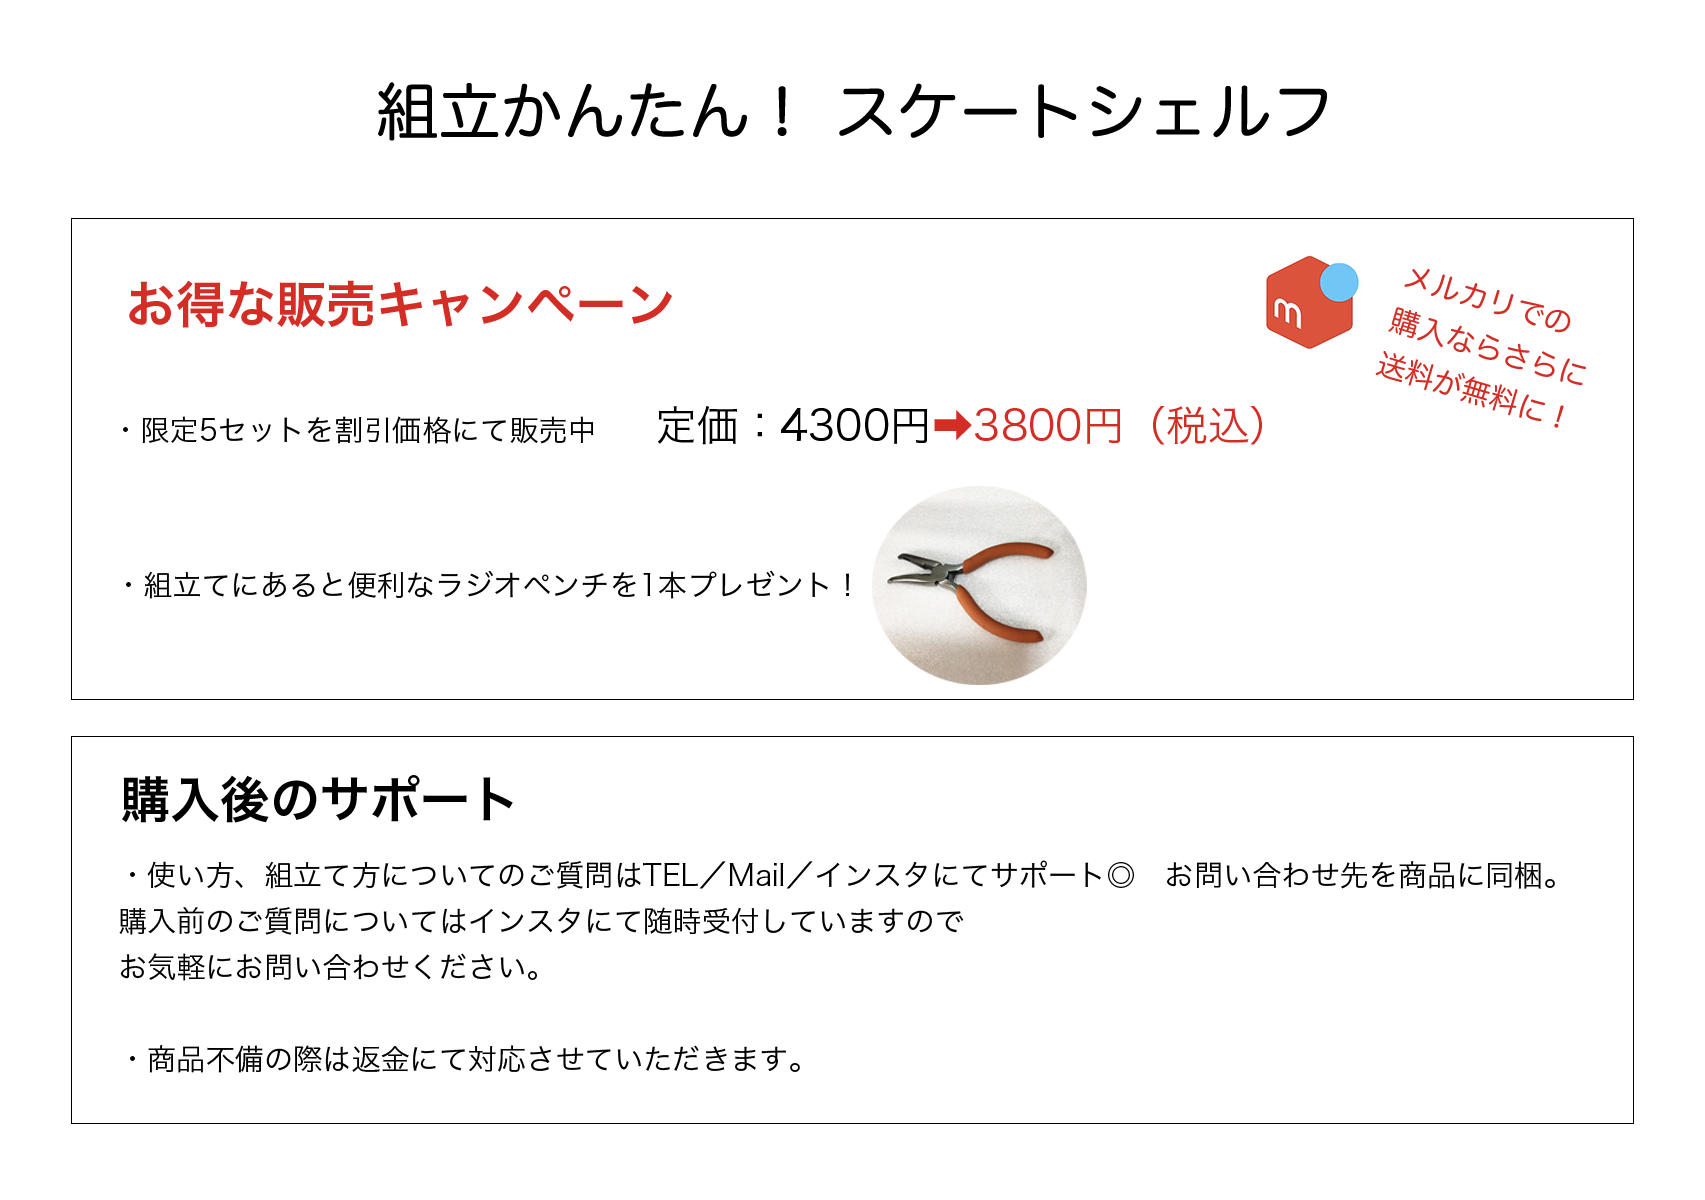 組立かんたん！ スケートシェルフ
お得な販売キャンペーン
m
メルカリでの
購入ならさらに
送料が無料に！
・限定5セットを割引価格にて販売中　定価：4300円➡3800円（税込）
・組立てにあると便利なラジオペンチを1本プレゼント！
購入後のサポート
・使い方、組立て方についてのご質問はTEL／Mail／インスタにてサポート◎　お問い合わせ先を商品に同梱。
購入前のご質問についてはインスタにて随時受付していますので
お気軽にお問い合わせください。
・商品不備の際は返金にて対応させていただきます。